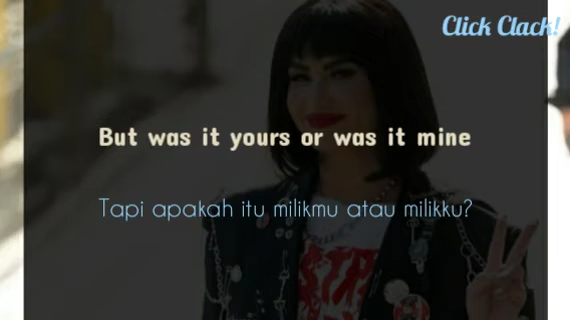 Click Clack!
But was it yours or was it mine
Tapi apakah itu milikmu atau milikku?